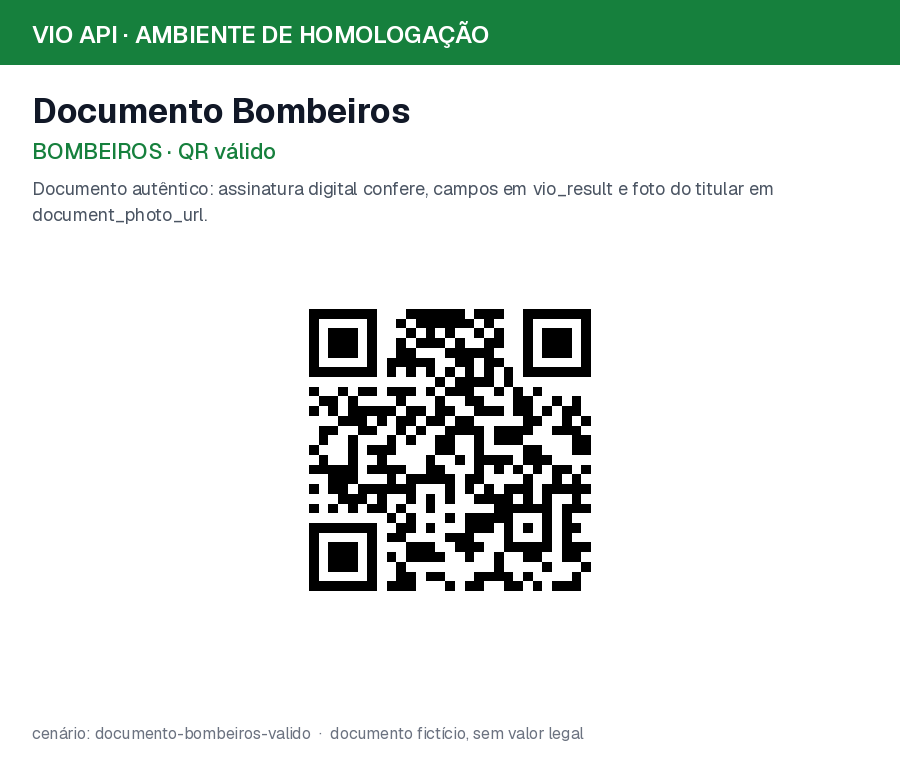 VIO API · AMBIENTE DE HOMOLOGAÇÃO
Documento Bombeiros
BOMBEIROS · QR válido
Documento autêntico: assinatura digital confere, campos em vio_result e foto do titular em
document_photo_url.
cenário: documento-bombeiros-valido · documento fictício, sem valor legal